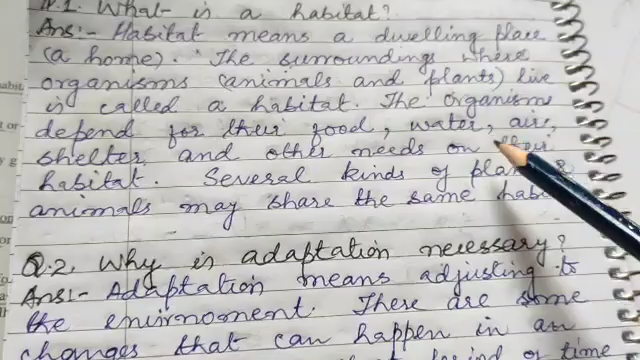 Q.1. What is a habitat?
Ans:- Habitat means a dwelling place
(a home). The surroundings where
organisms (animals and plants) live
is called a habitat. The organism
depend for their food, water, air,
shelter and other needs on their
habitat. Several kinds of
animals may share the same
Q.2. Why is adaptation necessary?
Ans:- Adaptation means adjusting to
the environment. There are some
changes that can happen in an
time